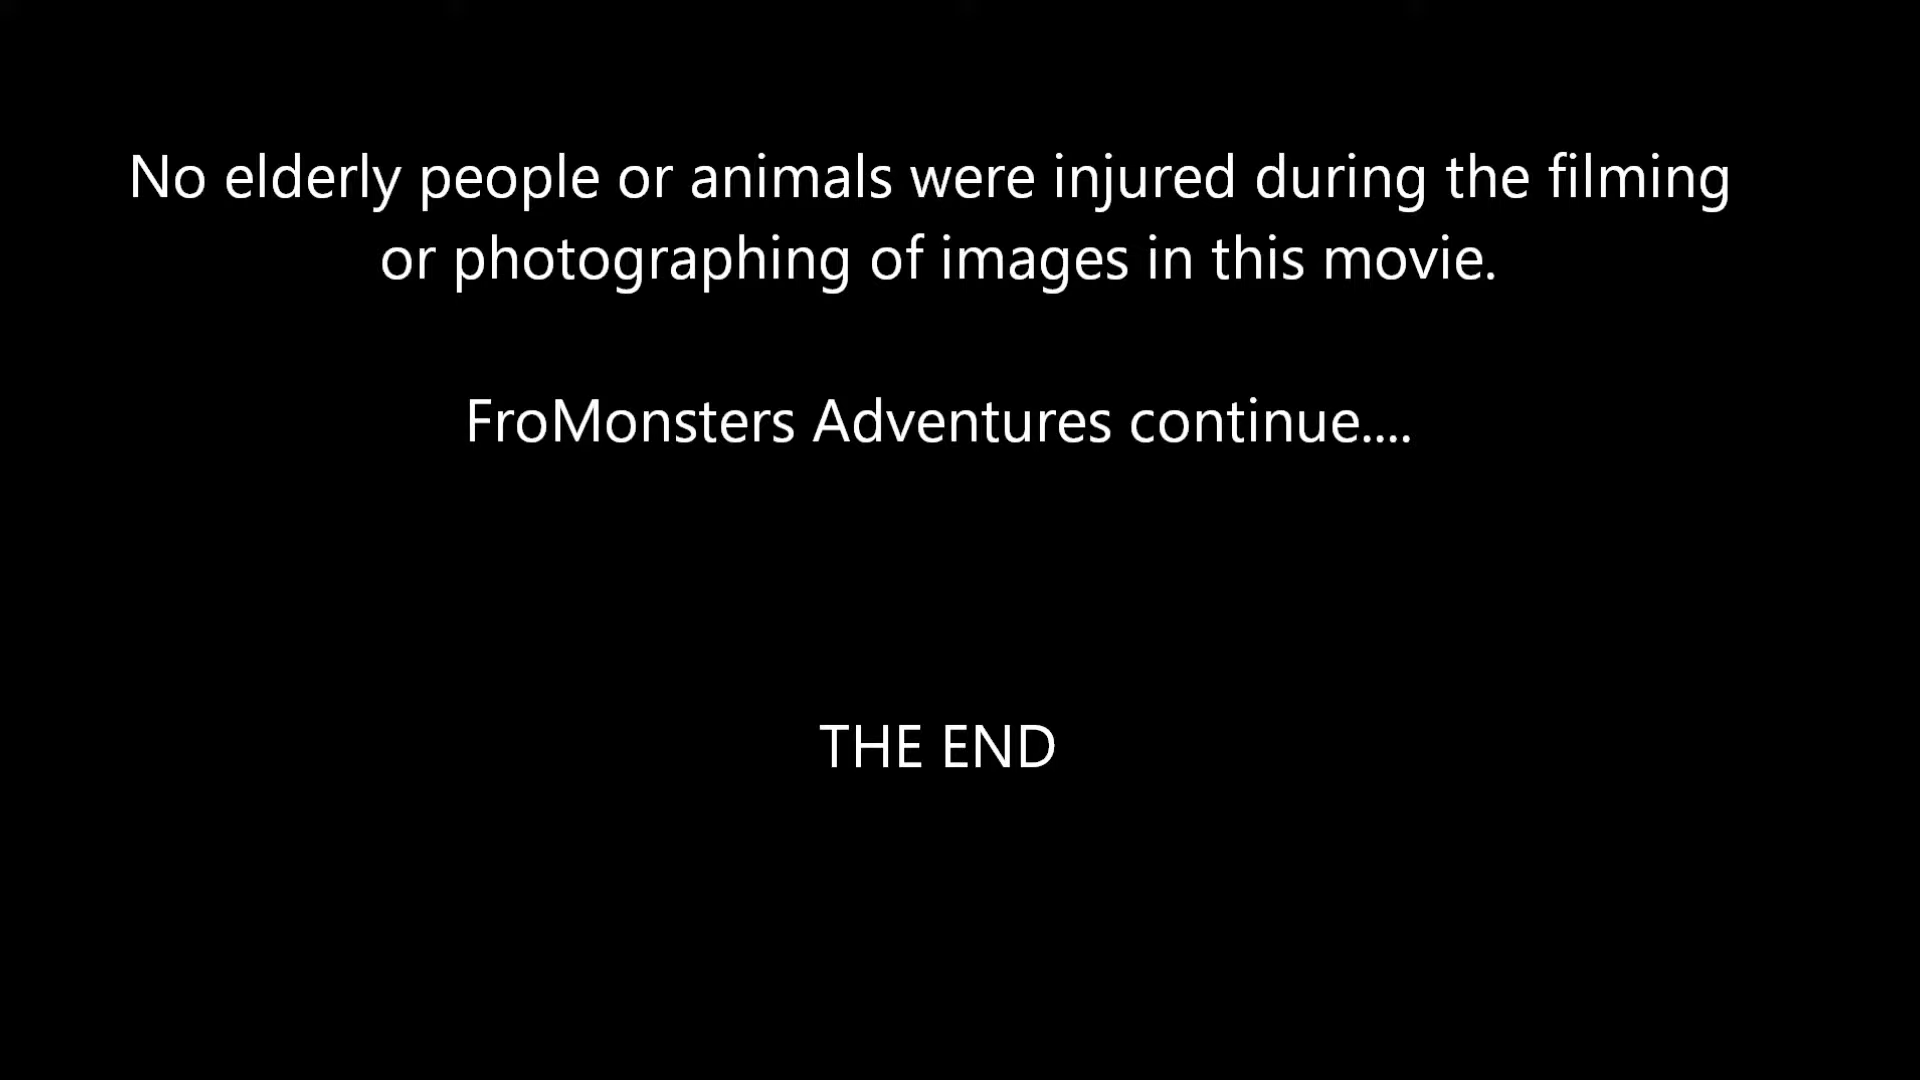 No elderly people or animals were injured during the filming
or photographing of images in this movie.
FroMonsters Adventures continue....
THE END